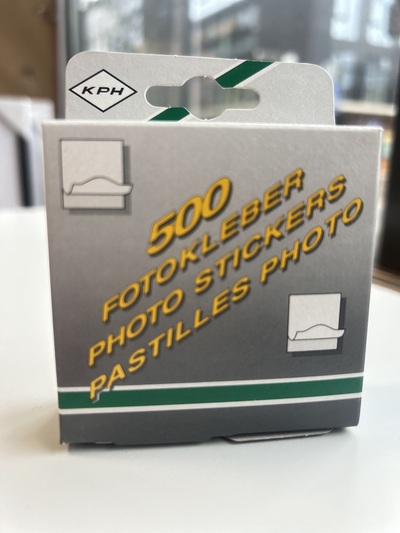 KPH
500
FOTOKLEBER
PHOTO STICKERS
PASTILLES PHOTO